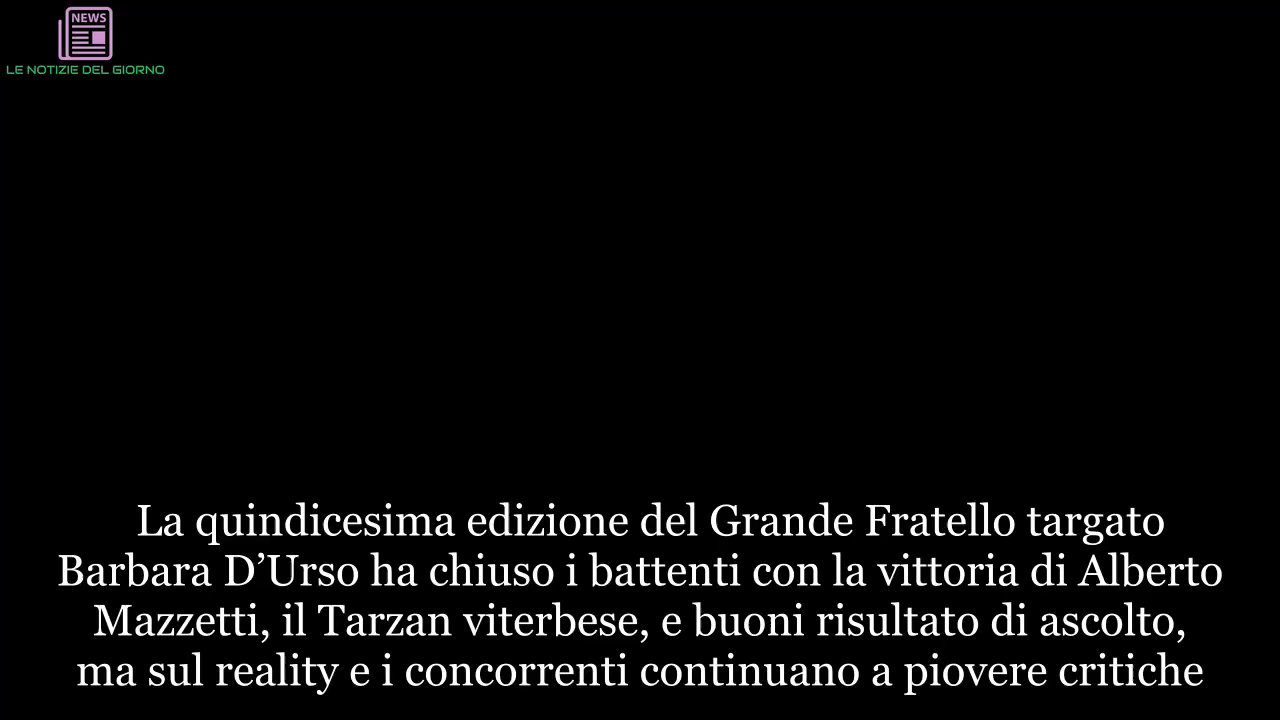 NEWS
LE NOTIZIE DEL GIORNO
La quindicesima edizione del Grande Fratello targato
Barbara D’Urso ha chiuso i battenti con la vittoria di Alberto
Mazzetti, il Tarzan viterbese, e buoni risultato di ascolto,
ma sul reality e i concorrenti continuano a piovere critiche